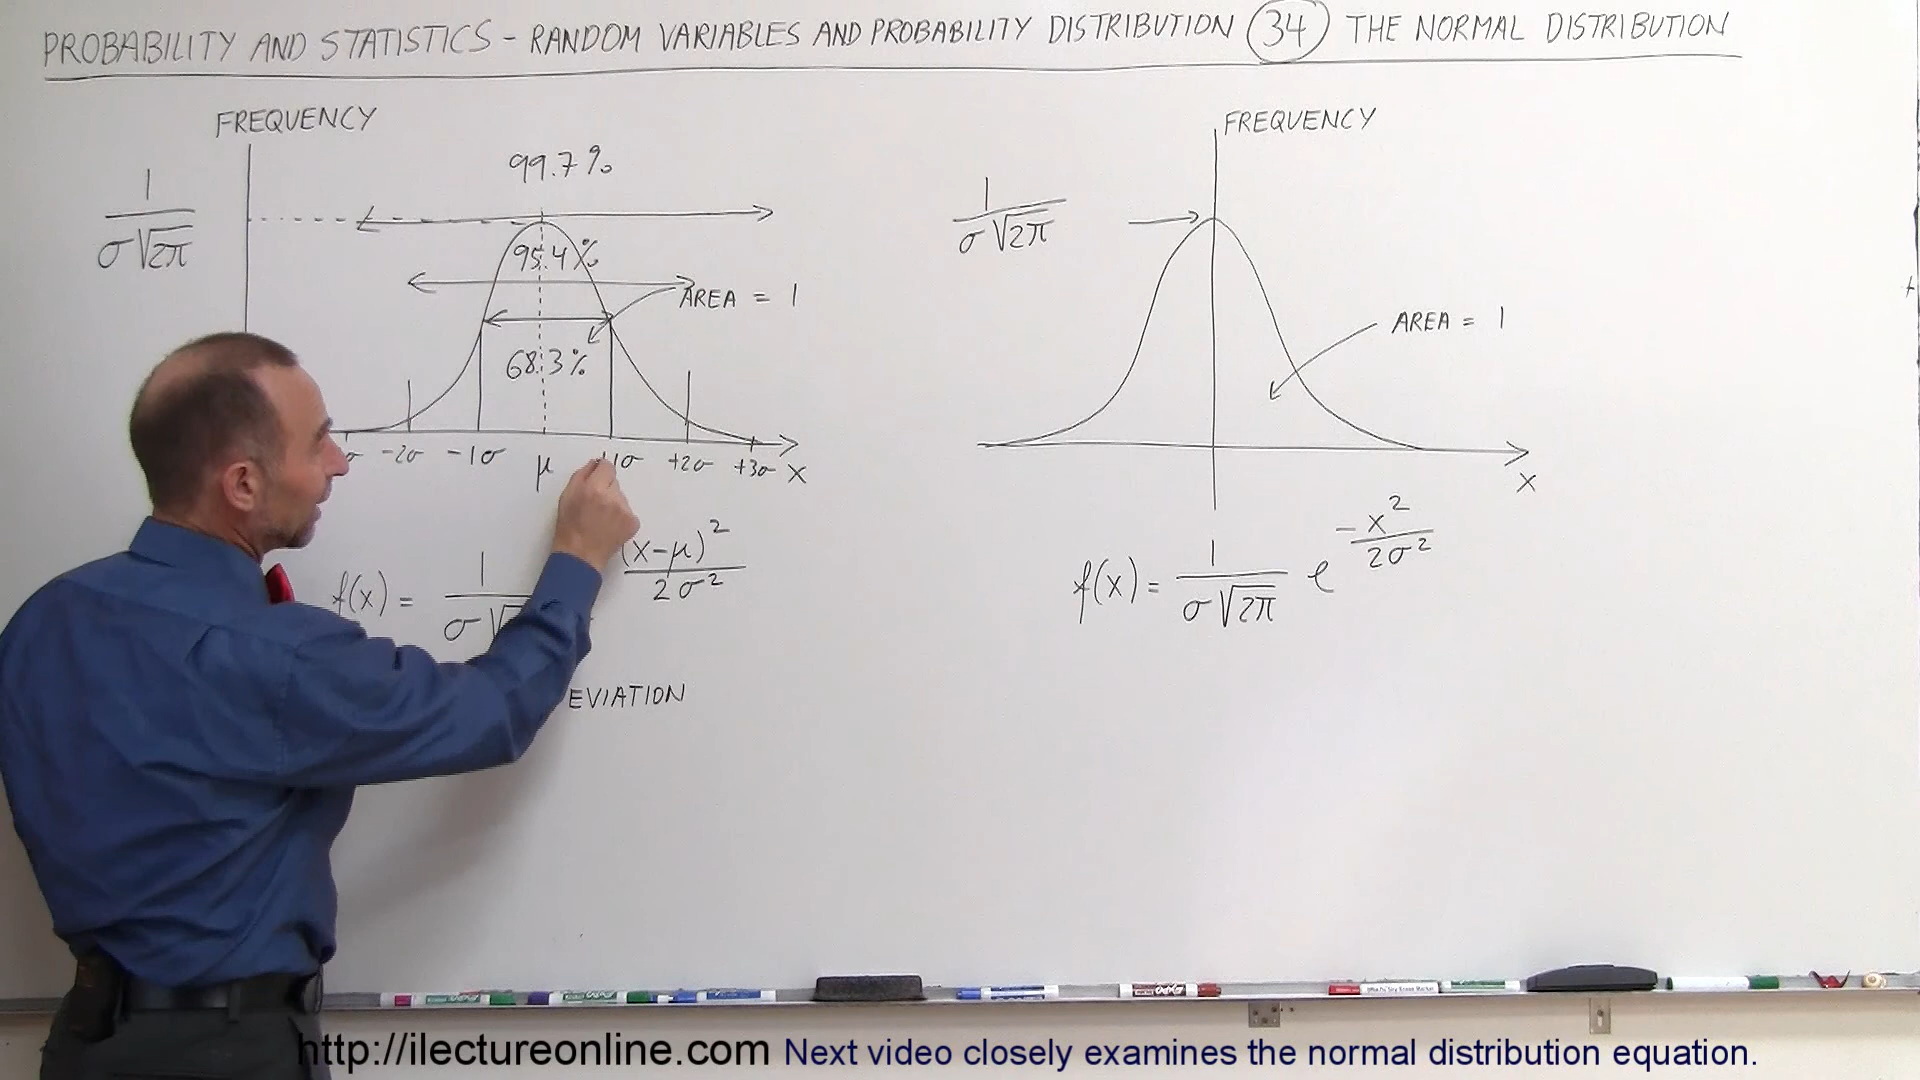 PROBABILITY AND STATISTICS - RANDOM VARIABLES AND PROBABILITY DISTRIBUTION 34 THE NORMAL DISTRIBUTION
FREQUENCY
99.7%
1
σ√2π
95.4%
AREA = 1
68.3%
-2σ -1σ μ +1σ +2σ +3σ X
f(x) = 1
σ√
(x-μ)²
2σ²
EVIATION
FREQUENCY
1
σ√2π
AREA = 1
X
f(x) = 1 e -x²
σ√2π 2σ²
http://ilectureonline.com Next video closely examines the normal distribution equation.